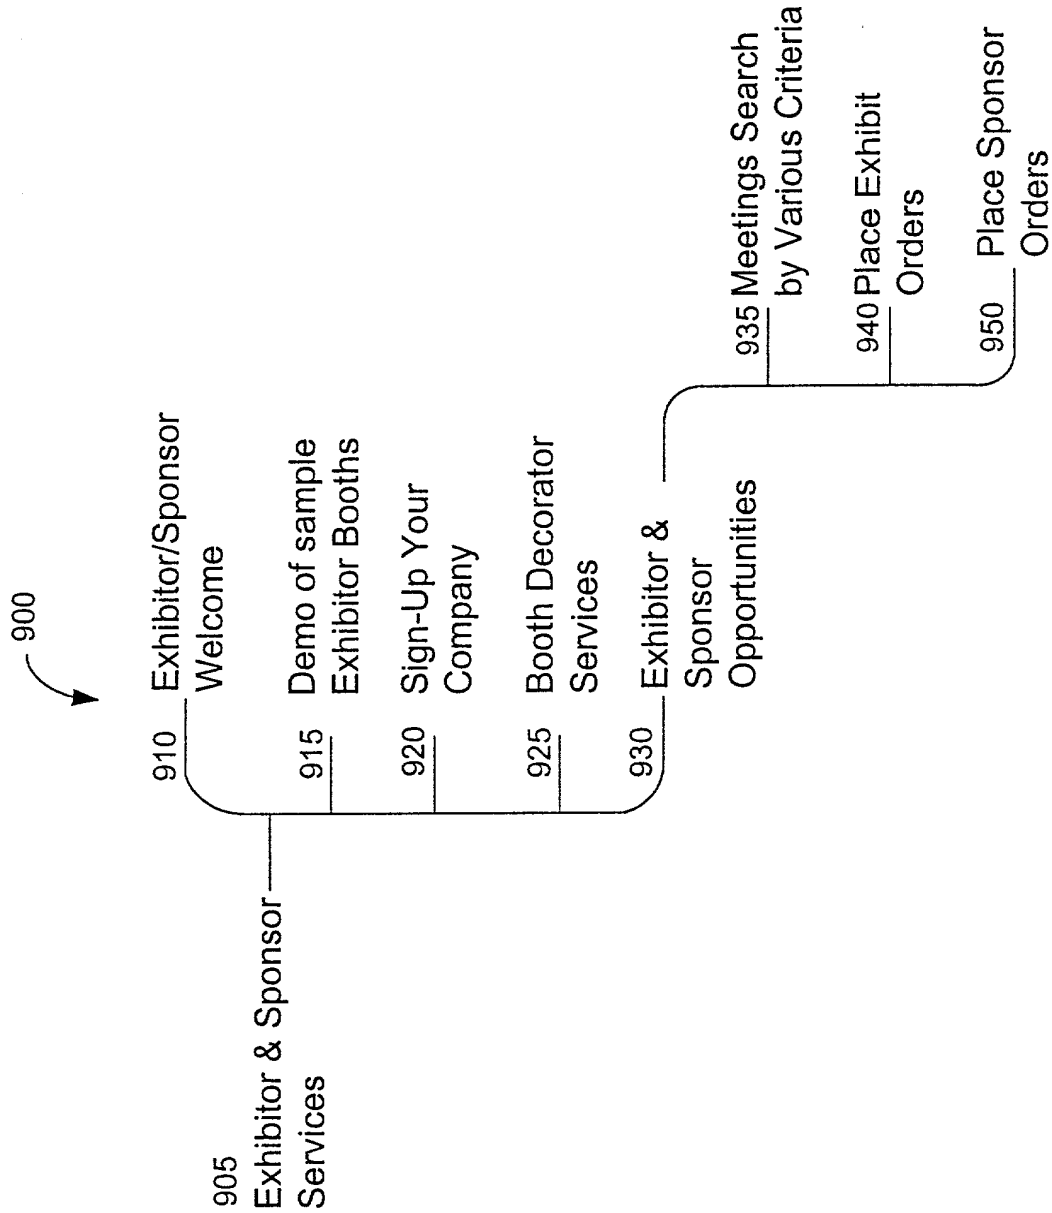 900
905
Exhibitor & Sponsor
Services
910
Exhibitor/Sponsor
Welcome
915
Demo of sample
Exhibitor Booths
920
Sign-Up Your
Company
925
Booth Decorator
Services
930
Exhibitor &
Sponsor
Opportunities
935 Meetings Search
by Various Criteria
940 Place Exhibit
Orders
950
Place Sponsor
Orders